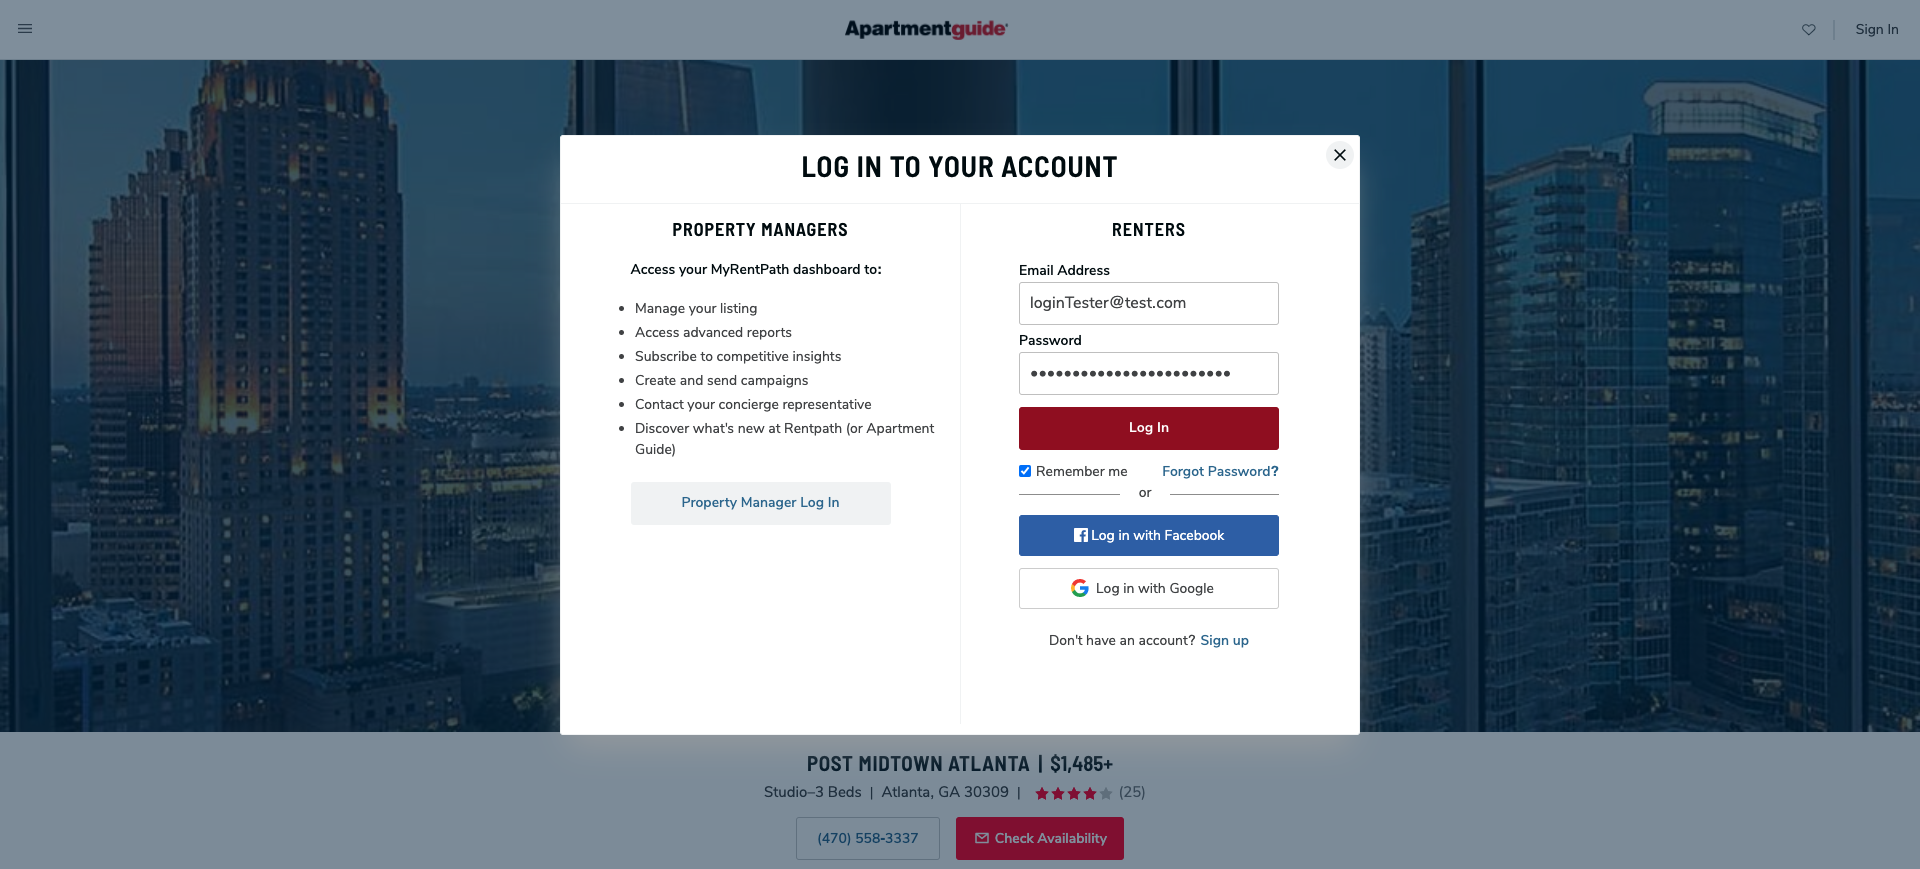 Apartmentguide
Sign In
LOG IN TO YOUR ACCOUNT
PROPERTY MANAGERS
Access your MyRentPath dashboard to:
Manage your listing
Access advanced reports
Subscribe to competitive insights
Create and send campaigns
Contact your concierge representative
Discover what's new at Rentpath (or Apartment
Guide)
Property Manager Log In
RENTERS
Email Address
loginTester@test.com
Password
••••••••••••••••••••••••
Log In
Remember me Forgot Password?
or
Log in with Facebook
Log in with Google
Don't have an account? Sign up
POST MIDTOWN ATLANTA | $1,485+
Studio–3 Beds | Atlanta, GA 30309 | (25)
(470) 558-3337
Check Availability